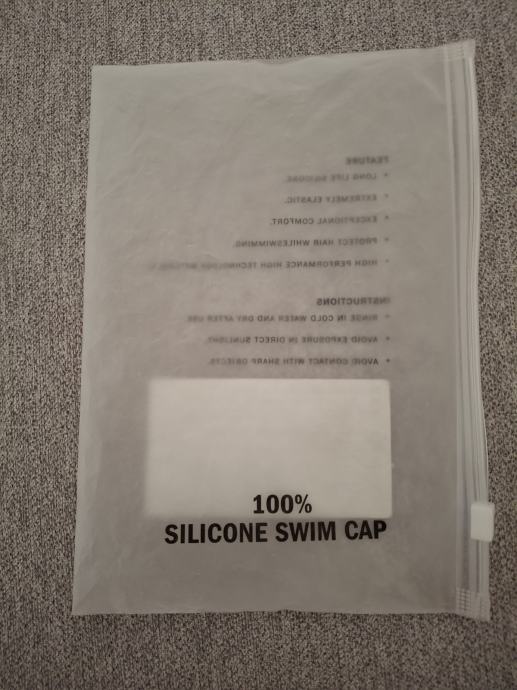 FEATURE
• LONG LIFE SILICONE.
• EXTREMELY ELASTIC.
• EXCEPTIONAL COMFORT.
• PROTECT HAIR WHILESWIMMING.
• HIGH PERFORMANCE HIGH TECHNOLOGY
INSTRUCTIONS
• RINSE IN COLD WATER AND DRY AFTER USE
• AVOID EXPOSURE IN DIRECT SUNLIGHT.
• AVOID CONTACT WITH SHARP OBJECTS.
100%
SILICONE SWIM CAP